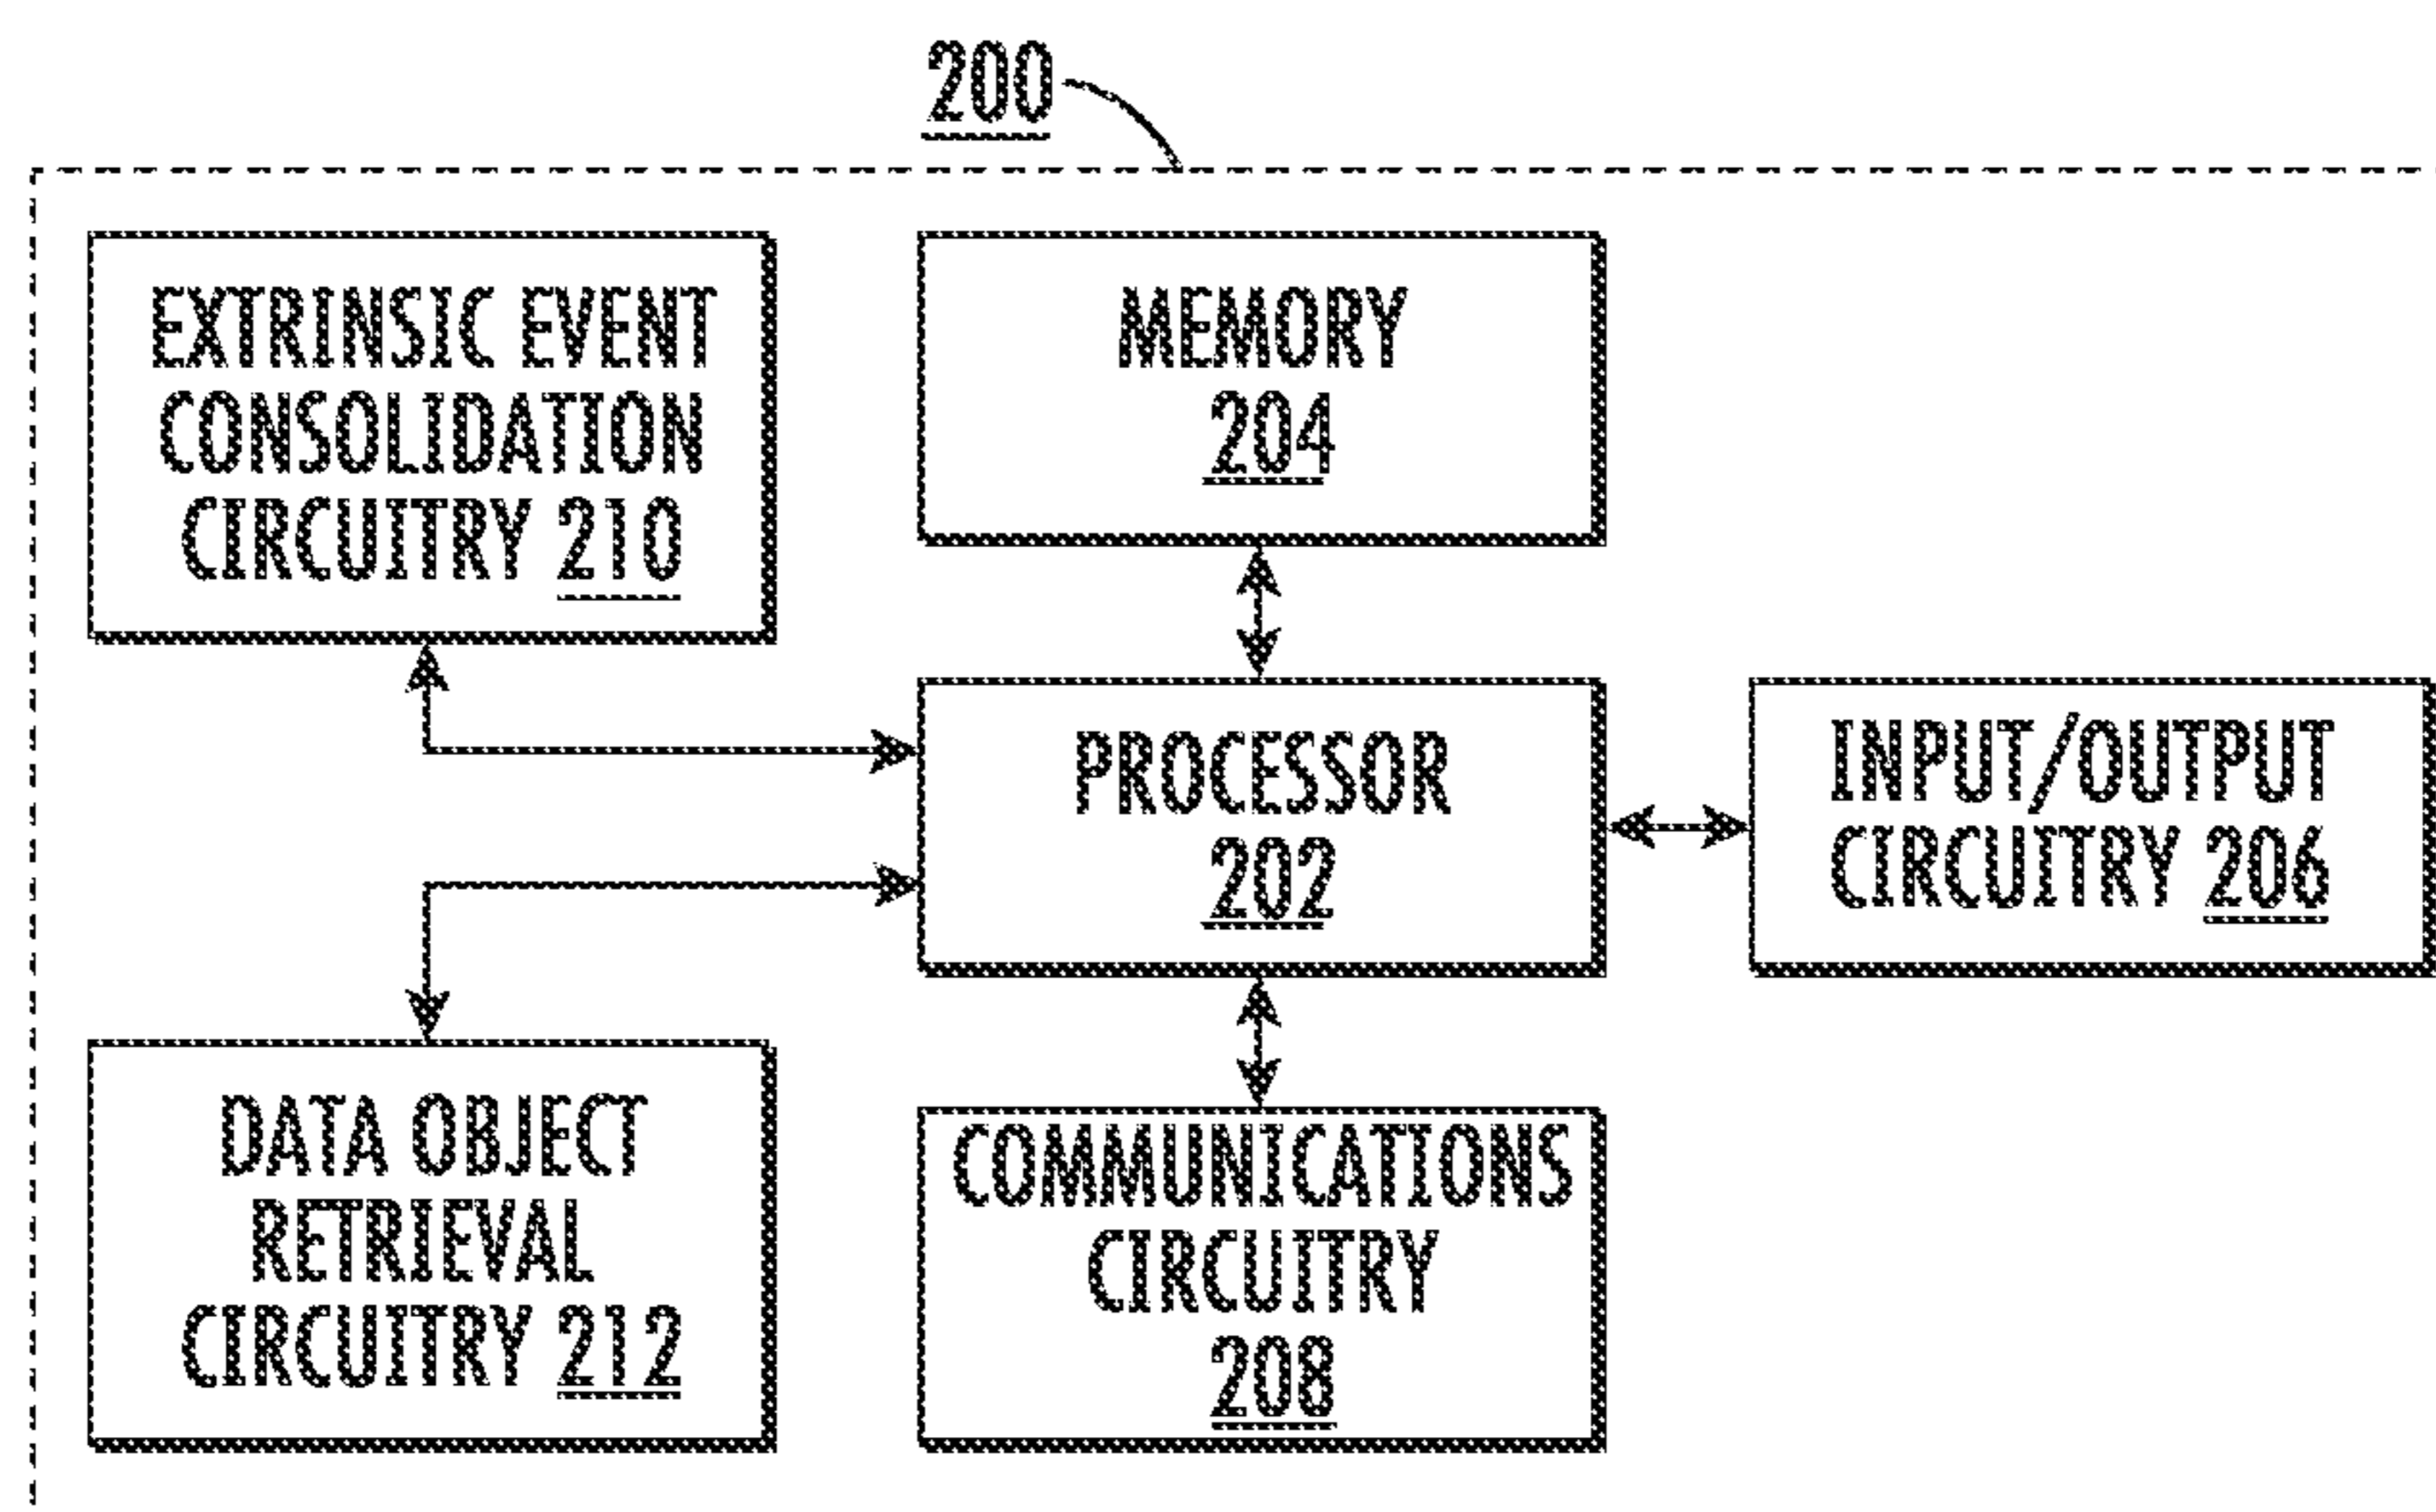 200
EXTRINSIC EVENT
CONSOLIDATION
CIRCUITRY 210
MEMORY
204
PROCESSOR
202
INPUT/OUTPUT
CIRCUITRY 206
DATA OBJECT
RETRIEVAL
CIRCUITRY 212
COMMUNICATIONS
CIRCUITRY
208